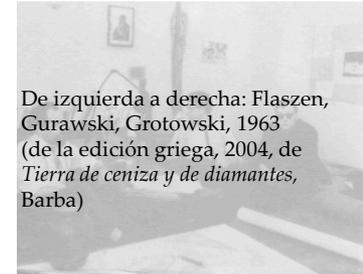 De izquierda a derecha: Flaszen,
Gurawski, Grotowski, 1963
(de la edición griega, 2004, de
Tierra de ceniza y de diamantes,
Barba)